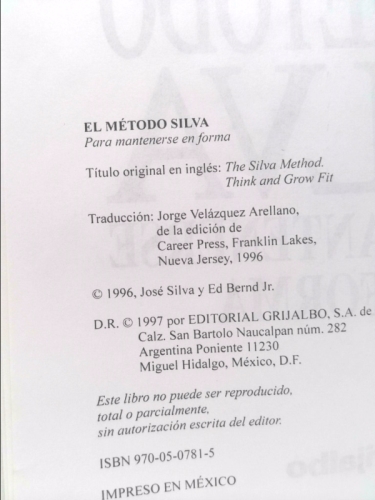 EL MÉTODO SILVA
Para mantenerse en forma
Título original en inglés: The Silva Method.
Think and Grow Fit
Traducción: Jorge Velázquez Arellano,
de la edición de
Career Press, Franklin Lakes,
Nueva Jersey, 1996
© 1996, José Silva y Ed Bernd Jr.
D.R. © 1997 por EDITORIAL GRIJALBO, S.A. de
Calz. San Bartolo Naucalpan núm. 282
Argentina Poniente 11230
Miguel Hidalgo, México, D.F.
Este libro no puede ser reproducido,
total o parcialmente,
sin autorización escrita del editor.
ISBN 970-05-0781-5
IMPRESO EN MÉXICO